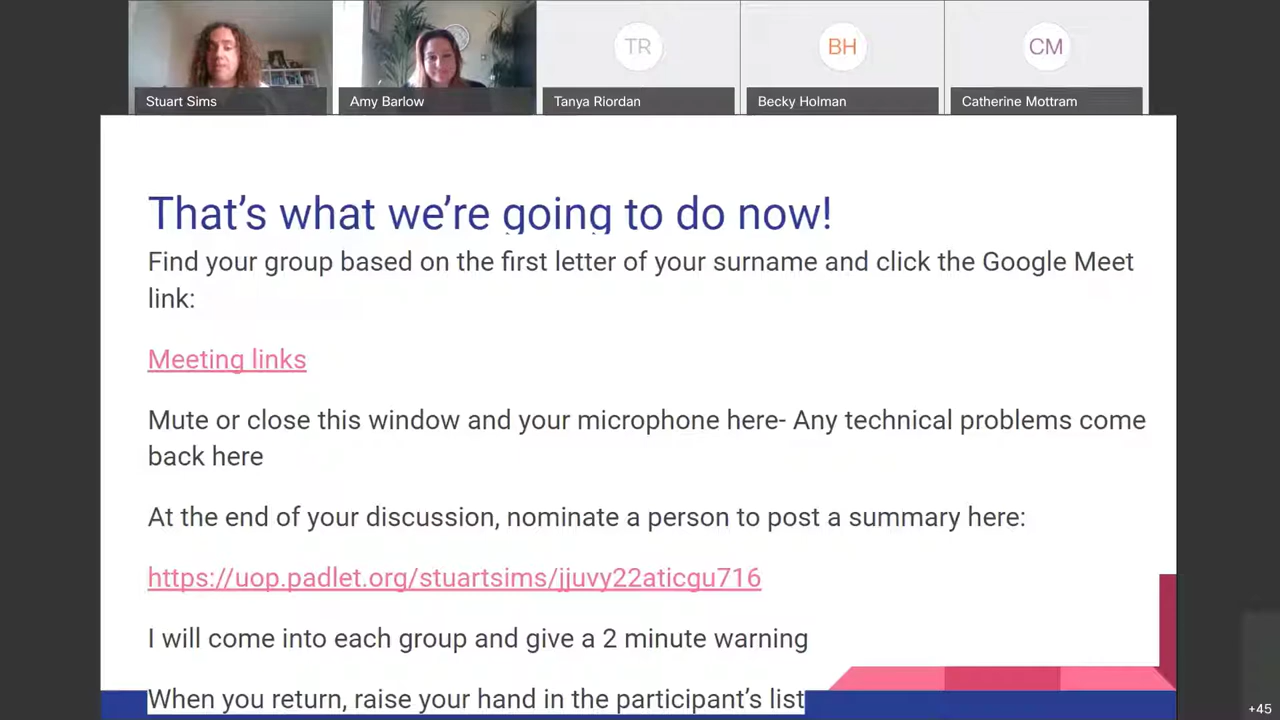 TR
BH
CM
Stuart Sims
Amy Barlow
Tanya Riordan
Becky Holman
Catherine Mottram
That's what we're going to do now!
Find your group based on the first letter of your surname and click the Google Meet
link:
Meeting links
Mute or close this window and your microphone here- Any technical problems come
back here
At the end of your discussion, nominate a person to post a summary here:
https://uop.padlet.org/stuartsims/jjuvy22aticgu716
I will come into each group and give a 2 minute warning
When you return, raise your hand in the participant's list
+45